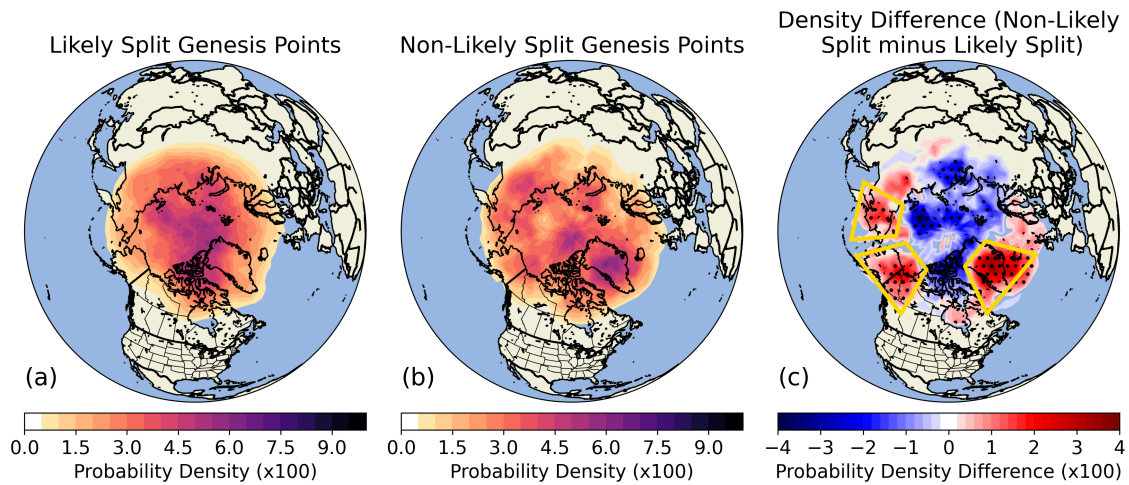 Likely Split Genesis Points
Non-Likely Split Genesis Points
Density Difference (Non-Likely
Split minus Likely Split)
(a)
(b)
(c)
0.0 1.5 3.0 4.5 6.0 7.5 9.0
Probability Density (x100)
0.0 1.5 3.0 4.5 6.0 7.5 9.0
Probability Density (x100)
−4 −3 −2 −1 0 1 2 3 4
Probability Density Difference (x100)